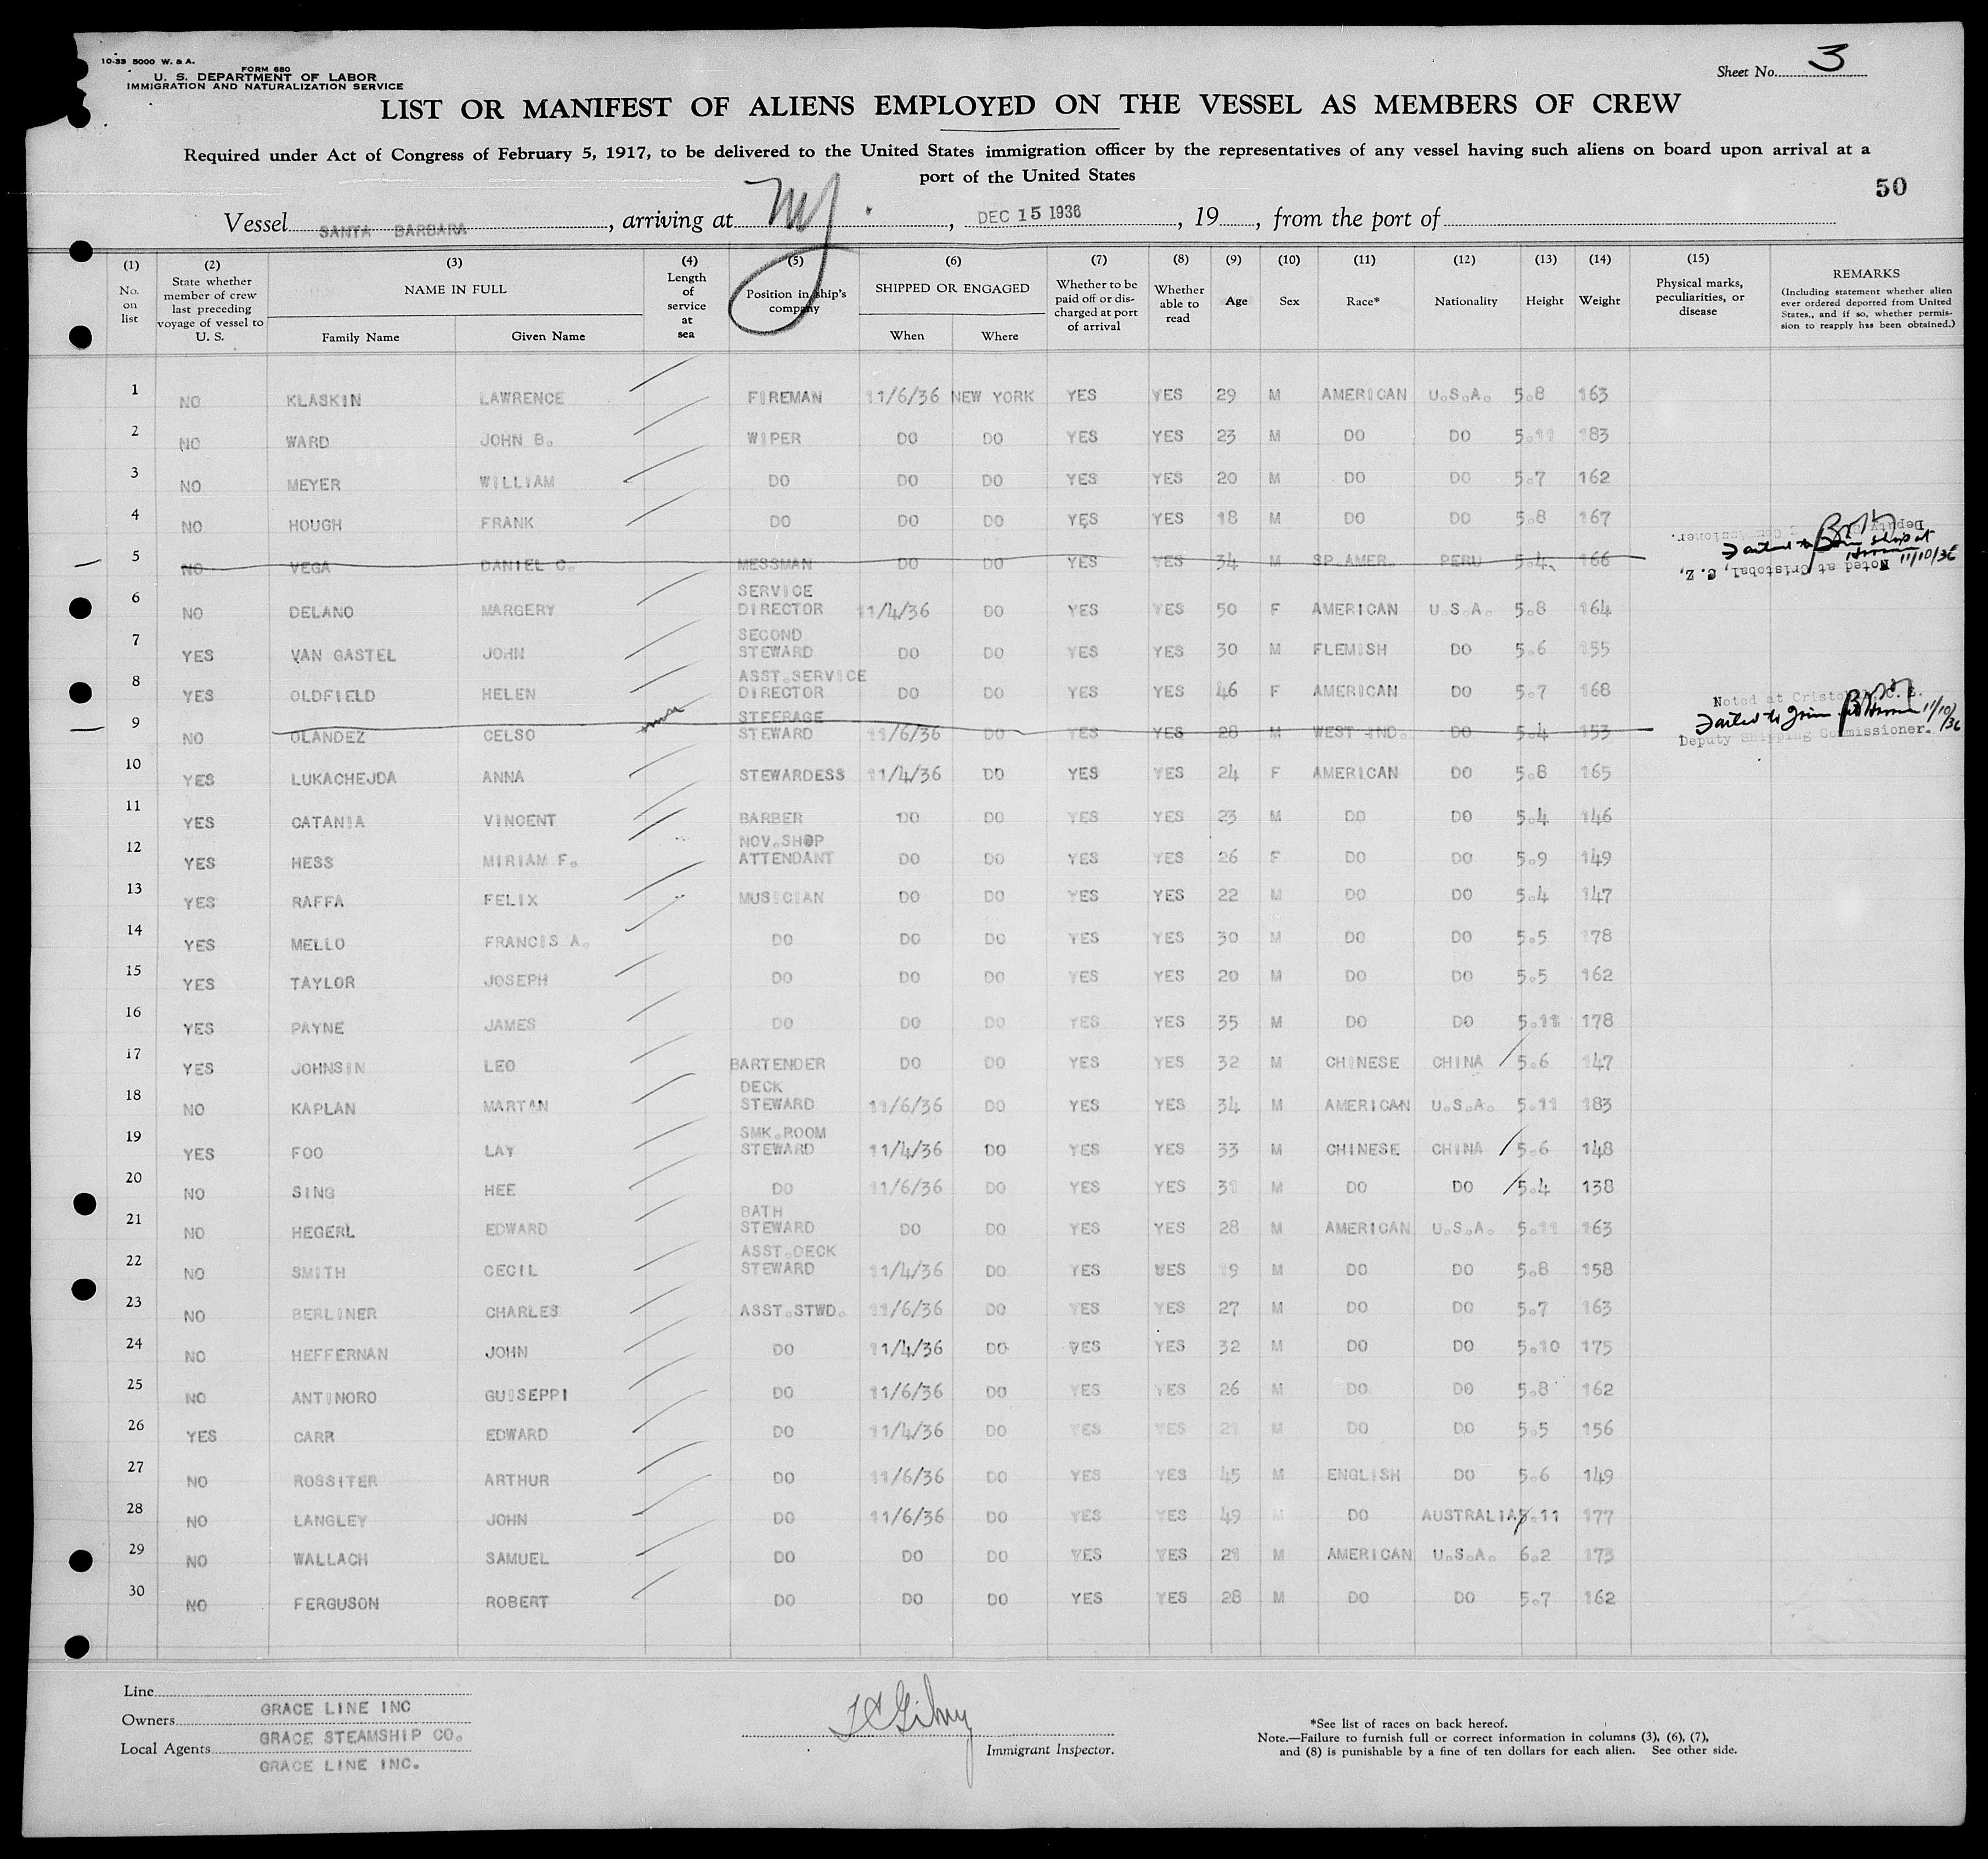 10-33 5000 W. & A.
FORM 680
U. S. DEPARTMENT OF LABOR
IMMIGRATION AND NATURALIZATION SERVICE
Sheet No. 3
LIST OR MANIFEST OF ALIENS EMPLOYED ON THE VESSEL AS MEMBERS OF CREW
Required under Act of Congress of February 5, 1917, to be delivered to the United States immigration officer by the representatives of any vessel having such aliens on board upon arrival at a
port of the United States
50
Vessel SANTA BARBARA, arriving at NY, DEC 15 1936, 19, from the port of
(1) No. on list
(2) State whether member of crew last preceding voyage of vessel to U. S.
(3) NAME IN FULL
Family Name Given Name
(4) Length of service at sea
(5) Position in ship's company
(6) SHIPPED OR ENGAGED
When Where
(7) Whether to be paid off or discharged at port of arrival
(8) Whether able to read
(9) Age
(10) Sex
(11) Race*
(12) Nationality
(13) Height
(14) Weight
(15) Physical marks, peculiarities, or disease
REMARKS
(Including statement whether alien ever ordered deported from United States., and if so, whether permission to reapply has been obtained.)
1 NO KLASKIN LAWRENCE FIREMAN 11/6/36 NEW YORK YES YES 29 M AMERICAN U.S.A. 5.8 163
2 NO WARD JOHN B. WIPER DO DO YES YES 23 M DO DO 5.11 183
3 NO MEYER WILLIAM DO DO DO YES YES 20 M DO DO 5.7 162
4 NO HOUGH FRANK DO DO DO YES YES 18 M DO DO 5.8 167
5 NO VEGA DANIEL C. MESSMAN DO DO YES YES 34 M SP.AMER. PERU 5.4 166
Failed to join ship at 11/10/36
Noted at Cristobal, C. Z.
6 NO DELANO MARGERY SERVICE DIRECTOR 11/4/36 DO YES YES 50 F AMERICAN U.S.A. 5.8 164
7 YES VAN GASTEL JOHN SECOND STEWARD DO DO YES YES 30 M FLEMISH DO 5.6 155
8 YES OLDFIELD HELEN ASST.SERVICE DIRECTOR DO DO YES YES 46 F AMERICAN DO 5.7 168
9 NO OLANDEZ CELSO STEERAGE STEWARD 11/6/36 DO YES YES 28 M WEST IND. DO 5.4 153
Noted at Cristobal, C. Z.
Failed to join 11/10/36
Deputy Shipping Commissioner.
10 YES LUKACHEJDA ANNA STEWARDESS 11/4/36 DO YES YES 24 F AMERICAN DO 5.8 165
11 YES CATANIA VINCENT BARBER DO DO YES YES 23 M DO DO 5.4 146
12 YES HESS MIRIAM F. NOV.SHOP ATTENDANT DO DO YES YES 26 F DO DO 5.9 149
13 YES RAFFA FELIX MUSICIAN DO DO YES YES 22 M DO DO 5.4 147
14 YES MELLO FRANCIS A. DO DO DO YES YES 30 M DO DO 5.5 178
15 YES TAYLOR JOSEPH DO DO DO YES YES 20 M DO DO 5.5 162
16 YES PAYNE JAMES DO DO DO YES YES 35 M DO DO 5.11 178
17 YES JOHNSIN LEO BARTENDER DO DO YES YES 32 M CHINESE CHINA 5.6 147
18 NO KAPLAN MARTAN DECK STEWARD 11/6/36 DO YES YES 34 M AMERICAN U.S.A. 5.11 183
19 YES FOO LAY SMK.ROOM STEWARD 11/4/36 DO YES YES 33 M CHINESE CHINA 5.6 148
20 NO SING HEE DO 11/6/36 DO YES YES 31 M DO DO 5.4 138
21 NO HEGERL EDWARD BATH STEWARD DO DO YES YES 28 M AMERICAN U.S.A. 5.11 163
22 NO SMITH CECIL ASST.DECK STEWARD 11/4/36 DO YES YES 19 M DO DO 5.8 158
23 NO BERLINER CHARLES ASST.STWD. 11/6/36 DO YES YES 27 M DO DO 5.7 163
24 NO HEFFERNAN JOHN DO 11/4/36 DO YES YES 32 M DO DO 5.10 175
25 NO ANTINORO GUISEPPI DO 11/6/36 DO YES YES 26 M DO DO 5.8 162
26 YES CARR EDWARD DO 11/4/36 DO YES YES 21 M DO DO 5.5 156
27 NO ROSSITER ARTHUR DO 11/6/36 DO YES YES 45 M ENGLISH DO 5.6 149
28 NO LANGLEY JOHN DO 11/6/36 DO YES YES 49 M DO AUSTRALIA 5.11 177
29 NO WALLACH SAMUEL DO DO DO YES YES 21 M AMERICAN U.S.A. 6.2 173
30 NO FERGUSON ROBERT DO DO DO YES YES 28 M DO DO 5.7 162
Line
GRACE LINE INC
Owners
GRACE STEAMSHIP CO.
Local Agents
GRACE LINE INC.
Immigrant Inspector.
*See list of races on back hereof.
Note.—Failure to furnish full or correct information in columns (3), (6), (7),
and (8) is punishable by a fine of ten dollars for each alien. See other side.